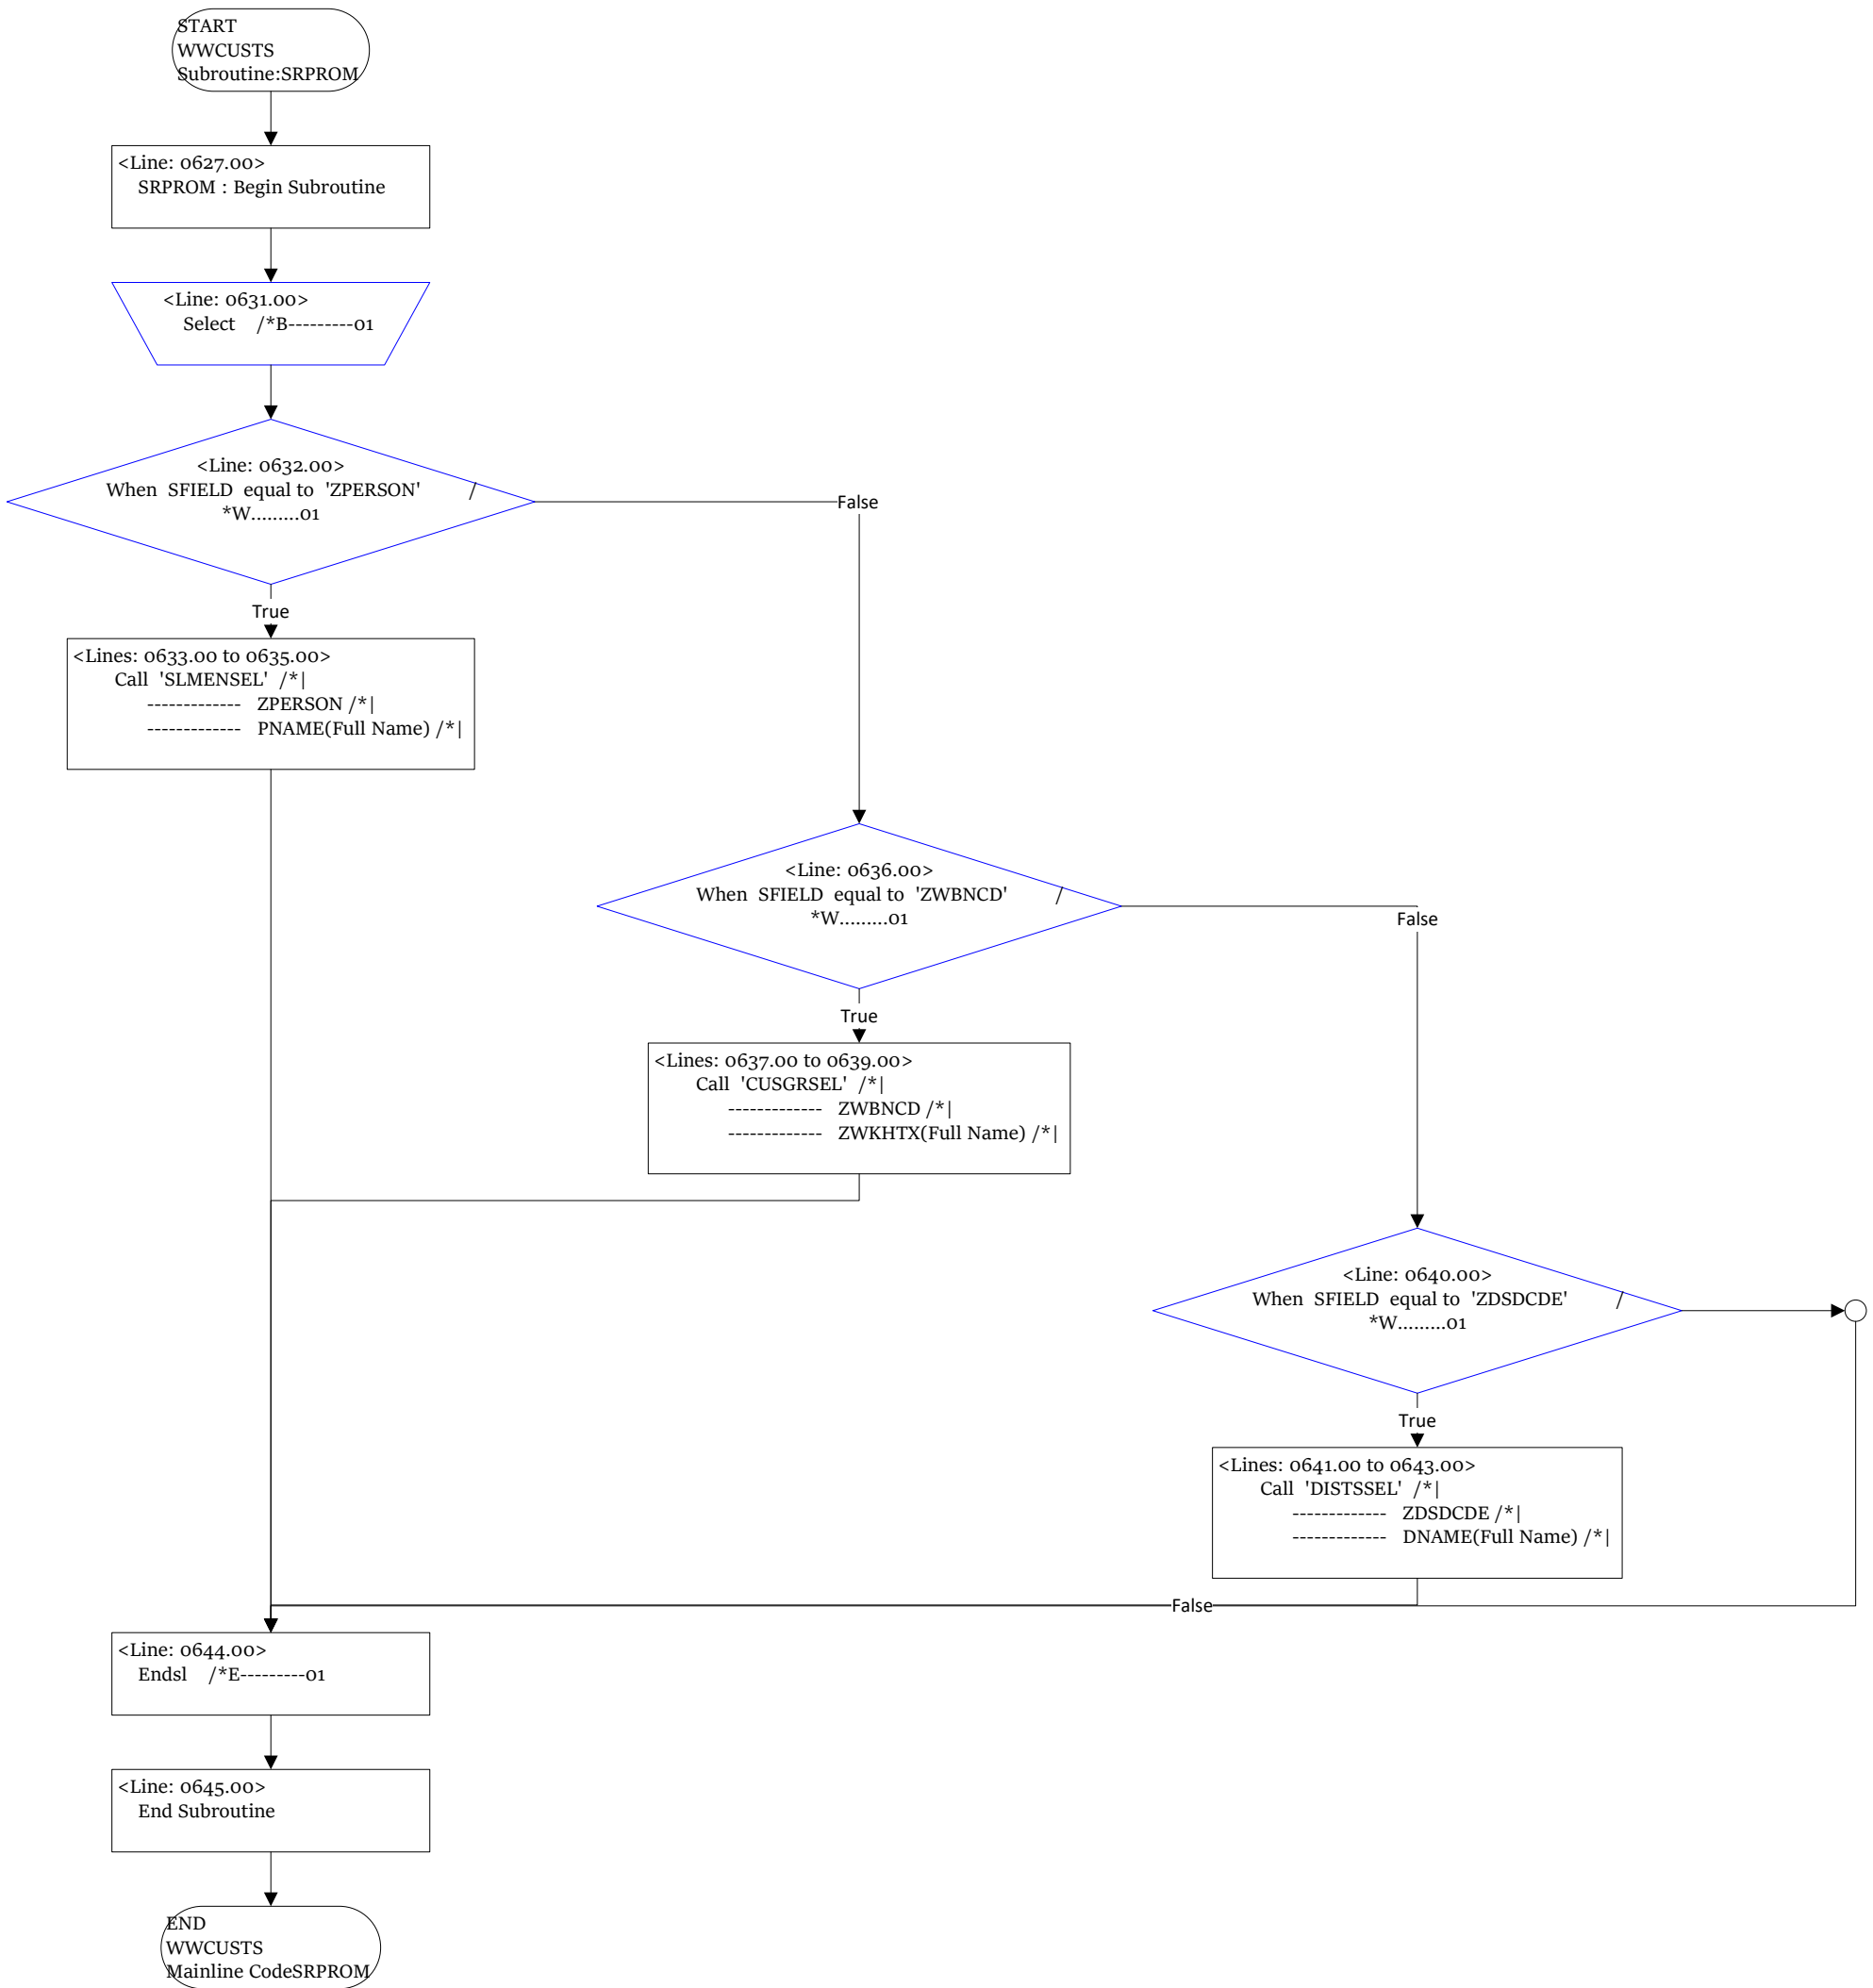 START
WWCUSTS
Subroutine:SRPROM
<Line: 0627.00>
SRPROM : Begin Subroutine
<Line: 0631.00>
Select /*B---------01
<Line: 0632.00>
When SFIELD equal to 'ZPERSON' /
*W.........01
False
True
<Lines: 0633.00 to 0635.00>
Call 'SLMENSEL' /*|
------------- ZPERSON /*|
------------- PNAME(Full Name) /*|
<Line: 0636.00>
When SFIELD equal to 'ZWBNCD' /
*W.........01
False
True
<Lines: 0637.00 to 0639.00>
Call 'CUSGRSEL' /*|
------------- ZWBNCD /*|
------------- ZWKHTX(Full Name) /*|
<Line: 0640.00>
When SFIELD equal to 'ZDSDCDE' /
*W.........01
True
<Lines: 0641.00 to 0643.00>
Call 'DISTSSEL' /*|
------------- ZDSDCDE /*|
------------- DNAME(Full Name) /*|
False
<Line: 0644.00>
Endsl /*E---------01
<Line: 0645.00>
End Subroutine
END
WWCUSTS
Mainline CodeSRPROM